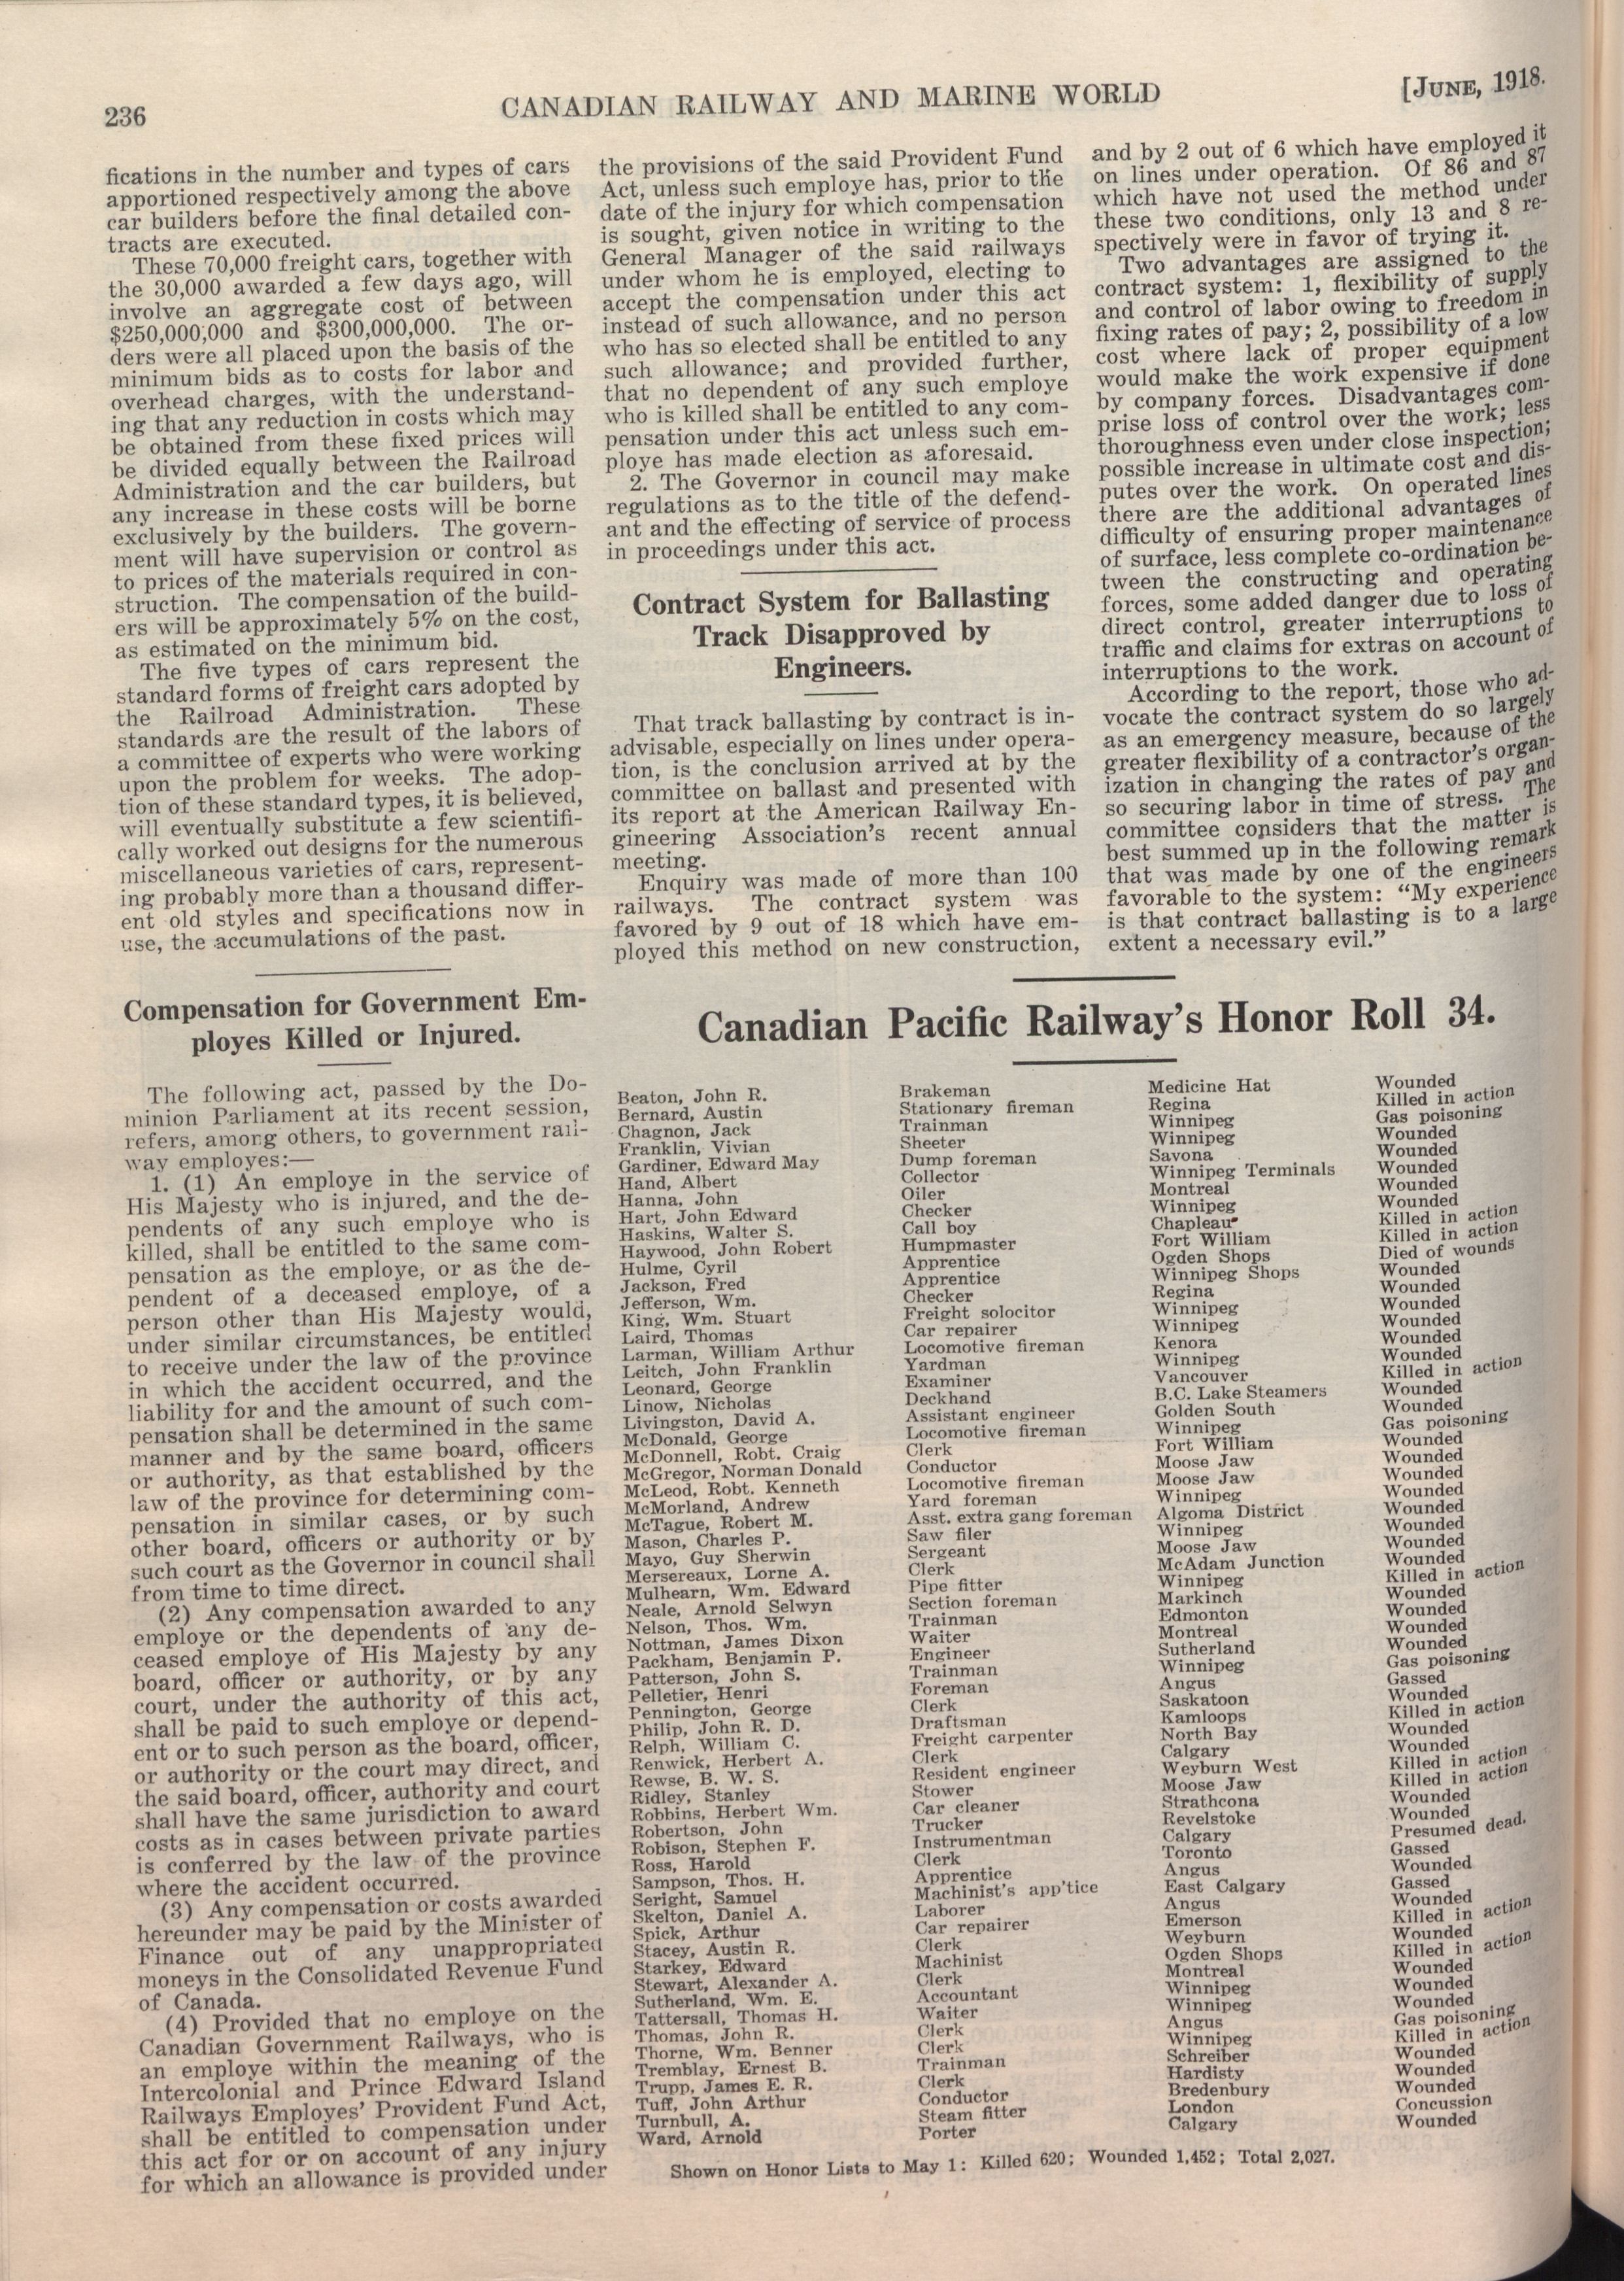 236
CANADIAN RAILWAY AND MARINE WORLD
[JUNE, 1918.
fications in the number and types of cars
apportioned respectively among the above
car builders before the final detailed con-
tracts are executed.
These 70,000 freight cars, together with
the 30,000 awarded a few days ago, will
involve an aggregate cost of between
$250,000,000 and $300,000,000. The or-
ders were all placed upon the basis of the
minimum bids as to costs for labor and
overhead charges, with the understand-
ing that any reduction in costs which may
be obtained from these fixed prices will
be divided equally between the Railroad
Administration and the car builders, but
any increase in these costs will be borne
exclusively by the builders. The govern-
ment will have supervision or control as
to prices of the materials required in con-
struction. The compensation of the build-
ers will be approximately 5% on the cost,
as estimated on the minimum bid.
The five types of cars represent the
standard forms of freight cars adopted by
the Railroad Administration. These
standards are the result of the labors of
a committee of experts who were working
upon the problem for weeks. The adop-
tion of these standard types, it is believed,
will eventually substitute a few scientifi-
cally worked out designs for the numerous
miscellaneous varieties of cars, represent-
ing probably more than a thousand differ-
ent old styles and specifications now in
use, the accumulations of the past.
Compensation for Government Em-
ployes Killed or Injured.
The following act, passed by the Do-
minion Parliament at its recent session,
refers, among others, to government rail-
way employes:—
1. (1) An employe in the service of
His Majesty who is injured, and the de-
pendents of any such employe who is
killed, shall be entitled to the same com-
pensation as the employe, or as the de-
pendent of a deceased employe, of a
person other than His Majesty would,
under similar circumstances, be entitled
to receive under the law of the province
in which the accident occurred, and the
liability for and the amount of such com-
pensation shall be determined in the same
manner and by the same board, officers
or authority, as that established by the
law of the province for determining com-
pensation in similar cases, or by such
other board, officers or authority or by
such court as the Governor in council shall
from time to time direct.
(2) Any compensation awarded to any
employe or the dependents of any de-
ceased employe of His Majesty by any
board, officer or authority, or by any
court, under the authority of this act,
shall be paid to such employe or depend-
ent or to such person as the board, officer,
or authority or the court may direct, and
the said board, officer, authority and court
shall have the same jurisdiction to award
costs as in cases between private parties
is conferred by the law of the province
where the accident occurred.
(3) Any compensation or costs awarded
hereunder may be paid by the Minister of
Finance out of any unappropriated
moneys in the Consolidated Revenue Fund
of Canada.
(4) Provided that no employe on the
Canadian Government Railways, who is
an employe within the meaning of the
Intercolonial and Prince Edward Island
Railways Employes' Provident Fund Act,
shall be entitled to compensation under
this act for or on account of any injury
for which an allowance is provided under
the provisions of the said Provident Fund
Act, unless such employe has, prior to the
date of the injury for which compensation
is sought, given notice in writing to the
General Manager of the said railways
under whom he is employed, electing to
accept the compensation under this act
instead of such allowance, and no person
who has so elected shall be entitled to any
such allowance; and provided further,
that no dependent of any such employe
who is killed shall be entitled to any com-
pensation under this act unless such em-
ploye has made election as aforesaid.
2. The Governor in council may make
regulations as to the title of the defend-
ant and the effecting of service of process
in proceedings under this act.
Contract System for Ballasting
Track Disapproved by
Engineers.
That track ballasting by contract is in-
advisable, especially on lines under opera-
tion, is the conclusion arrived at by the
committee on ballast and presented with
its report at the American Railway En-
gineering Association's recent annual
meeting.
Enquiry was made of more than 100
railways. The contract system was
favored by 9 out of 18 which have em-
ployed this method on new construction,
and by 2 out of 6 which have employed it
on lines under operation. Of 86 and 87
which have not used the method under
these two conditions, only 13 and 8 re-
spectively were in favor of trying it.
Two advantages are assigned to the
contract system: 1, flexibility of supply
and control of labor owing to freedom in
fixing rates of pay; 2, possibility of a low
cost where lack of proper equipment
would make the work expensive if done
by company forces. Disadvantages com-
prise loss of control over the work; less
thoroughness even under close inspection;
possible increase in ultimate cost and dis-
putes over the work. On operated lines
there are the additional advantages of
difficulty of ensuring proper maintenance
of surface, less complete co-ordination be-
tween the constructing and operating
forces, some added danger due to loss of
direct control, greater interruptions to
traffic and claims for extras on account of
interruptions to the work.
According to the report, those who ad-
vocate the contract system do so largely
as an emergency measure, because of the
greater flexibility of a contractor's organ-
ization in changing the rates of pay and
so securing labor in time of stress. The
committee considers that the matter is
best summed up in the following remark
that was made by one of the engineers
favorable to the system: "My experience
is that contract ballasting is to a large
extent a necessary evil."
Canadian Pacific Railway's Honor Roll 34.
Beaton, John R. Brakeman Medicine Hat Wounded
Bernard, Austin Stationary fireman Regina Killed in action
Chagnon, Jack Trainman Winnipeg Gas poisoning
Franklin, Vivian Sheeter Winnipeg Wounded
Gardiner, Edward May Dump foreman Savona Wounded
Hand, Albert Collector Winnipeg Terminals Wounded
Hanna, John Oiler Montreal Wounded
Hart, John Edward Checker Winnipeg Wounded
Haskins, Walter S. Call boy Chapleau Killed in action
Haywood, John Robert Humpmaster Fort William Killed in action
Hulme, Cyril Apprentice Ogden Shops Died of wounds
Jackson, Fred Apprentice Winnipeg Shops Wounded
Jefferson, Wm. Checker Regina Wounded
King, Wm. Stuart Freight solocitor Winnipeg Wounded
Laird, Thomas Car repairer Winnipeg Wounded
Larman, William Arthur Locomotive fireman Kenora Wounded
Leitch, John Franklin Yardman Winnipeg Wounded
Leonard, George Examiner Vancouver Killed in action
Linow, Nicholas Deckhand B.C. Lake Steamers Wounded
Livingston, David A. Assistant engineer Golden South Wounded
McDonald, George Locomotive fireman Winnipeg Gas poisoning
McDonnell, Robt. Craig Clerk Fort William Wounded
McGregor, Norman Donald Conductor Moose Jaw Wounded
McLeod, Robt. Kenneth Locomotive fireman Moose Jaw Wounded
McMorland, Andrew Yard foreman Winnipeg Wounded
McTague, Robert M. Asst. extra gang foreman Algoma District Wounded
Mason, Charles P. Saw filer Winnipeg Wounded
Mayo, Guy Sherwin Sergeant Moose Jaw Wounded
Mersereaux, Lorne A. Clerk McAdam Junction Wounded
Mulhearn, Wm. Edward Pipe fitter Winnipeg Killed in action
Neale, Arnold Selwyn Section foreman Markinch Wounded
Nelson, Thos. Wm. Trainman Edmonton Wounded
Nottman, James Dixon Waiter Montreal Wounded
Packham, Benjamin P. Engineer Sutherland Wounded
Patterson, John S. Trainman Winnipeg Gas poisoning
Pelletier, Henri Foreman Angus Gassed
Pennington, George Clerk Saskatoon Wounded
Philip, John R. D. Draftsman Kamloops Killed in action
Relph, William C. Freight carpenter North Bay Wounded
Renwick, Herbert A. Clerk Calgary Wounded
Rewse, B. W. S. Resident engineer Weyburn West Killed in action
Ridley, Stanley Stower Moose Jaw Killed in action
Robbins, Herbert Wm. Car cleaner Strathcona Wounded
Robertson, John Trucker Revelstoke Wounded
Robison, Stephen F. Instrumentman Calgary Presumed dead.
Ross, Harold Clerk Toronto Gassed
Sampson, Thos. H. Apprentice Angus Wounded
Seright, Samuel Machinist's app'tice East Calgary Gassed
Skelton, Daniel A. Laborer Angus Wounded
Spick, Arthur Car repairer Emerson Killed in action
Stacey, Austin R. Clerk Weyburn Wounded
Starkey, Edward Machinist Ogden Shops Killed in action
Stewart, Alexander A. Clerk Montreal Wounded
Sutherland, Wm. E. Accountant Winnipeg Wounded
Tattersall, Thomas H. Waiter Winnipeg Wounded
Thomas, John R. Clerk Angus Gas poisoning
Thorne, Wm. Benner Clerk Winnipeg Killed in action
Tremblay, Ernest B. Trainman Schreiber Wounded
Trupp, James E. R. Clerk Hardisty Wounded
Tuff, John Arthur Conductor Bredenbury Wounded
Turnbull, A. Steam fitter London Concussion
Ward, Arnold Porter Calgary Wounded
Shown on Honor Lists to May 1: Killed 620; Wounded 1,452; Total 2,027.